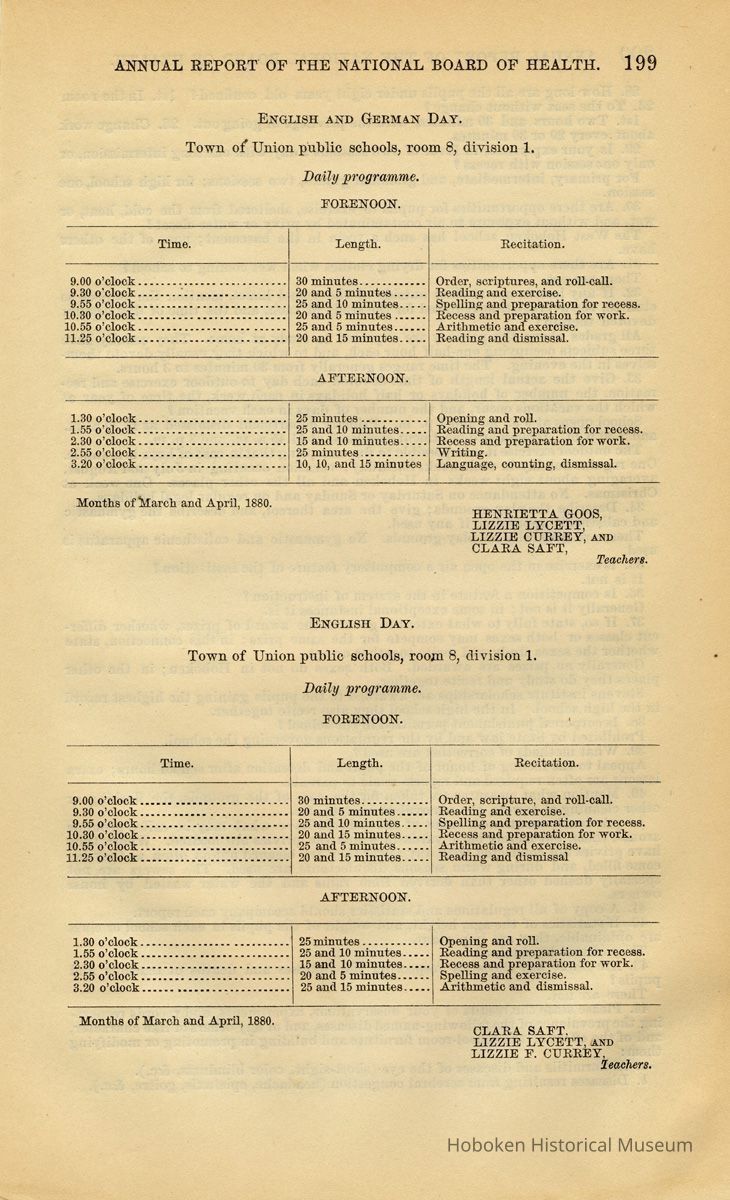 ANNUAL REPORT OF THE NATIONAL BOARD OF HEALTH. 199
ENGLISH AND GERMAN DAY.
Town of Union public schools, room 8, division 1.
Daily programme.
FORENOON.
Time. Length. Recitation.
9.00 o'clock 30 minutes Order, scriptures, and roll-call.
9.30 o'clock 20 and 5 minutes Reading and exercise.
9.55 o'clock 25 and 10 minutes Spelling and preparation for recess.
10.30 o'clock 20 and 5 minutes Recess and preparation for work.
10.55 o'clock 25 and 5 minutes Arithmetic and exercise.
11.25 o'clock 20 and 15 minutes Reading and dismissal.
AFTERNOON.
1.30 o'clock 25 minutes Opening and roll.
1.55 o'clock 25 and 10 minutes Reading and preparation for recess.
2.30 o'clock 15 and 10 minutes Recess and preparation for work.
2.55 o'clock 25 minutes Writing.
3.20 o'clock 10, 10, and 15 minutes Language, counting, dismissal.
Months of March and April, 1880.
HENRIETTA GOOS,
LIZZIE LYCETT,
LIZZIE CURREY, AND
CLARA SAFT,
Teachers.
ENGLISH DAY.
Town of Union public schools, room 8, division 1.
Daily programme.
FORENOON.
Time. Length. Recitation.
9.00 o'clock 30 minutes Order, scripture, and roll-call.
9.30 o'clock 20 and 5 minutes Reading and exercise.
9.55 o'clock 25 and 10 minutes Spelling and preparation for recess.
10.30 o'clock 20 and 15 minutes Recess and preparation for work.
10.55 o'clock 25 and 5 minutes Arithmetic and exercise.
11.25 o'clock 20 and 15 minutes Reading and dismissal
AFTERNOON.
1.30 o'clock 25 minutes Opening and roll.
1.55 o'clock 25 and 10 minutes Reading and preparation for recess.
2.30 o'clock 15 and 10 minutes Recess and preparation for work.
2.55 o'clock 20 and 5 minutes Spelling and exercise.
3.20 o'clock 25 and 15 minutes Arithmetic and dismissal.
Months of March and April, 1880.
CLARA SAFT,
LIZZIE LYCETT, AND
LIZZIE F. CURREY,
Teachers.
Hoboken Historical Museum